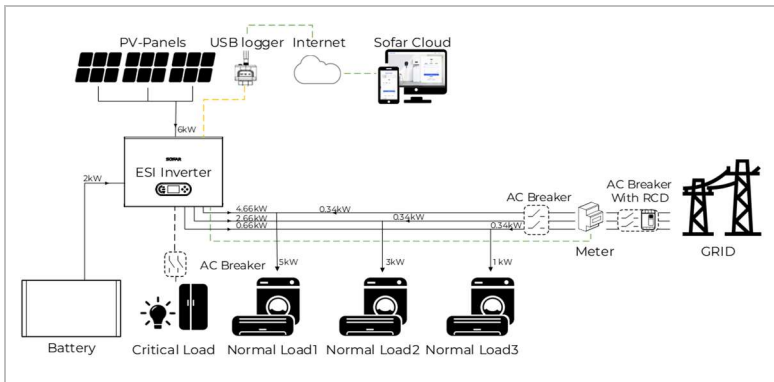 PV-Panels
USB logger
Internet
Sofar Cloud
6kW
SOFAR
ESI Inverter
2kW
4.66kW
0.34kW
2.66kW
0.34kW
0.66kW
0.34kW
AC Breaker
AC Breaker
With RCD
Meter
GRID
AC Breaker
5kW
3kW
1 kW
Battery
Critical Load
Normal Load1
Normal Load2
Normal Load3